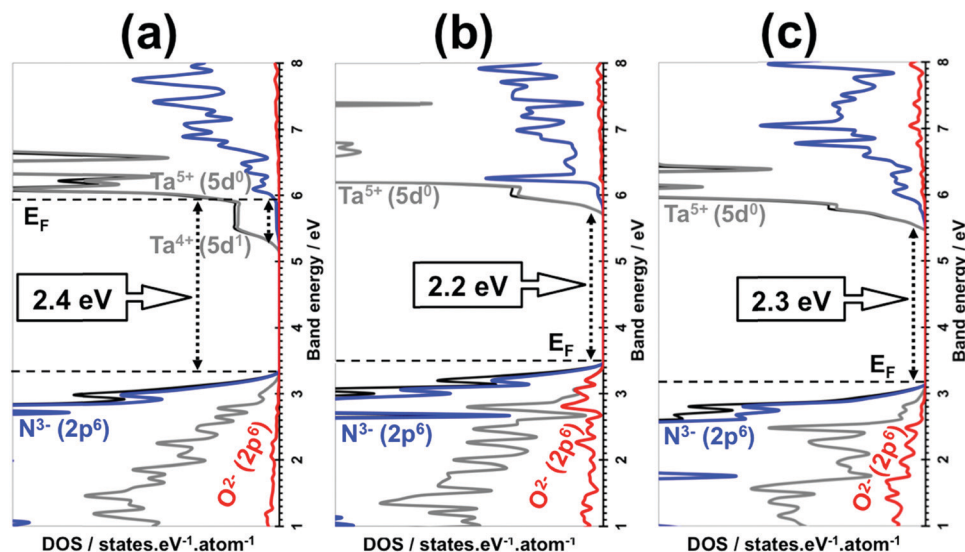 (a)
8
7
6
5
4
3
2
1
Band energy / eV
Ta⁵⁺ (5d⁰)
E_F
Ta⁴⁺ (5d¹)
2.4 eV
N³⁻ (2p⁶)
O²⁻ (2p⁶)
DOS / states.eV⁻¹.atom⁻¹
(b)
8
7
6
5
4
3
2
1
Band energy / eV
Ta⁵⁺ (5d⁰)
2.2 eV
E_F
N³⁻ (2p⁶)
O²⁻ (2p⁶)
DOS / states.eV⁻¹.atom⁻¹
(c)
8
7
6
5
4
3
2
1
Band energy / eV
Ta⁵⁺ (5d⁰)
2.3 eV
E_F
N³⁻ (2p⁶)
O²⁻ (2p⁶)
DOS / states.eV⁻¹.atom⁻¹